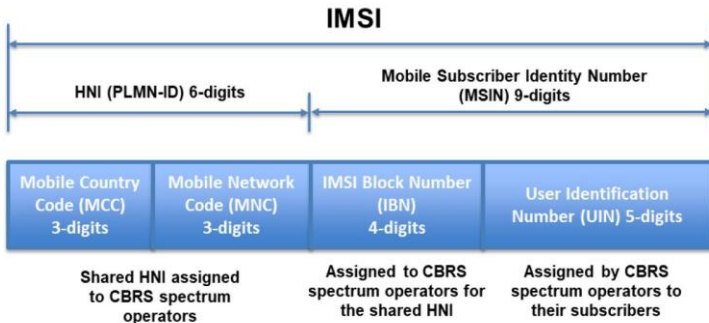 IMSI
HNI (PLMN-ID) 6-digits
Mobile Subscriber Identity Number
(MSIN) 9-digits
Mobile Country
Code (MCC)
3-digits
Mobile Network
Code (MNC)
3-digits
IMSI Block Number
(IBN)
4-digits
User Identification
Number (UIN) 5-digits
Shared HNI assigned
to CBRS spectrum
operators
Assigned to CBRS
spectrum operators for
the shared HNI
Assigned by CBRS
spectrum operators to
their subscribers